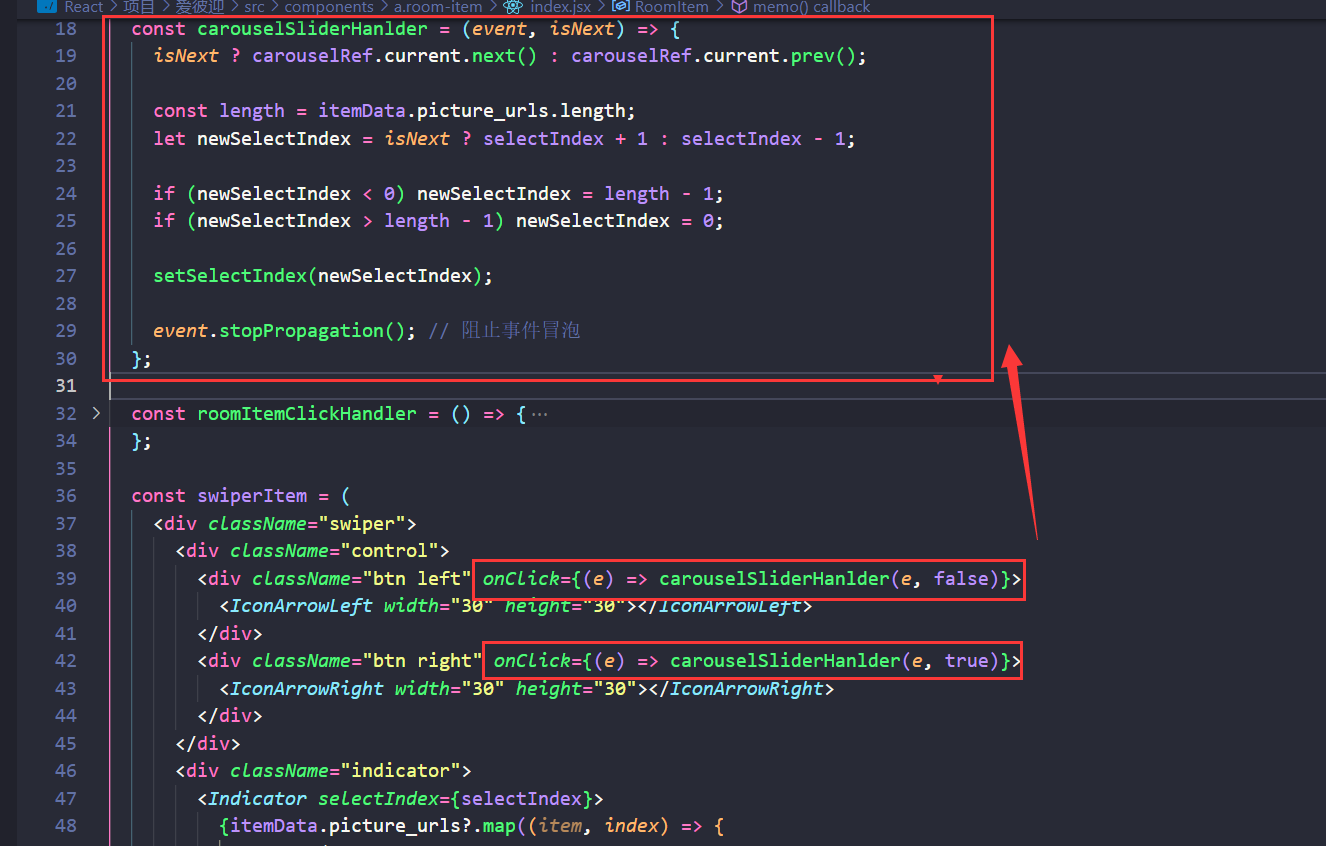 React > 项目 > 爱彼迎 > src > components > a.room-item > index.jsx > RoomItem > memo() callback
18 const carouselSliderHanlder = (event, isNext) => {
19 isNext ? carouselRef.current.next() : carouselRef.current.prev();
20
21 const length = itemData.picture_urls.length;
22 let newSelectIndex = isNext ? selectIndex + 1 : selectIndex - 1;
23
24 if (newSelectIndex < 0) newSelectIndex = length - 1;
25 if (newSelectIndex > length - 1) newSelectIndex = 0;
26
27 setSelectIndex(newSelectIndex);
28
29 event.stopPropagation(); // 阻止事件冒泡
30 };
31
32 const roomItemClickHandler = () => {···
34 };
35
36 const swiperItem = (
37 <div className="swiper">
38 <div className="control">
39 <div className="btn left" onClick={(e) => carouselSliderHanlder(e, false)}>
40 <IconArrowLeft width="30" height="30"></IconArrowLeft>
41 </div>
42 <div className="btn right" onClick={(e) => carouselSliderHanlder(e, true)}>
43 <IconArrowRight width="30" height="30"></IconArrowRight>
44 </div>
45 </div>
46 <div className="indicator">
47 <Indicator selectIndex={selectIndex}>
48 {itemData.picture_urls?.map((item, index) => {